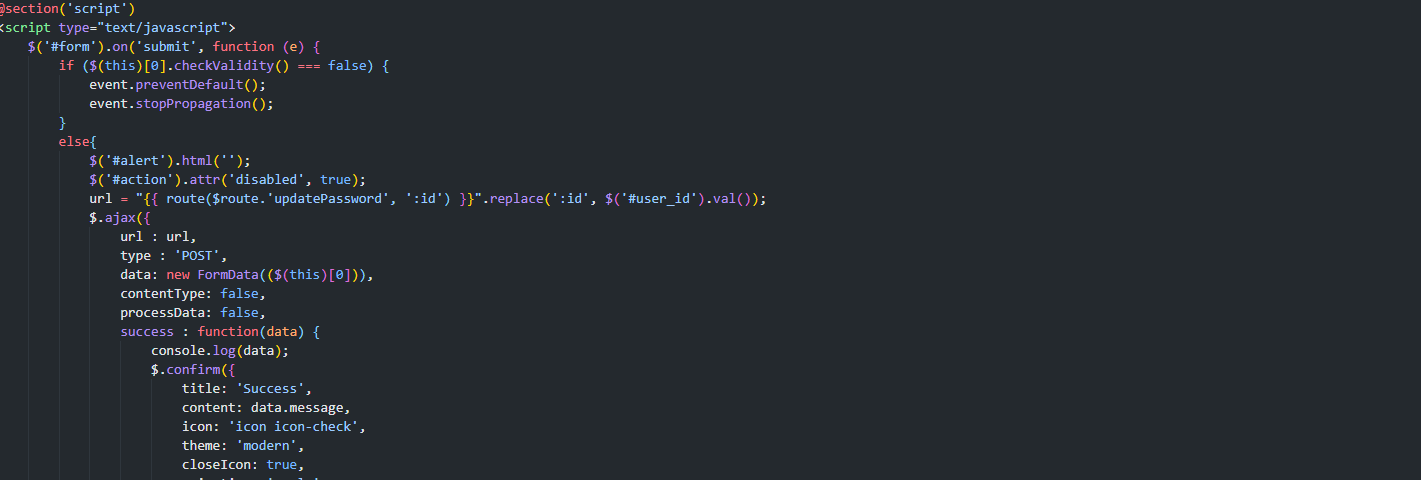 @section('script')
<script type="text/javascript">
    $('#form').on('submit', function (e) {
        if ($(this)[0].checkValidity() === false) {
            event.preventDefault();
            event.stopPropagation();
        }
        else{
            $('#alert').html('');
            $('#action').attr('disabled', true);
            url = "{{ route($route.'updatePassword', ':id') }}".replace(':id', $('#user_id').val());
            $.ajax({
                url : url,
                type : 'POST',
                data: new FormData(($(this)[0])),
                contentType: false,
                processData: false,
                success : function(data) {
                    console.log(data);
                    $.confirm({
                        title: 'Success',
                        content: data.message,
                        icon: 'icon icon-check',
                        theme: 'modern',
                        closeIcon: true,